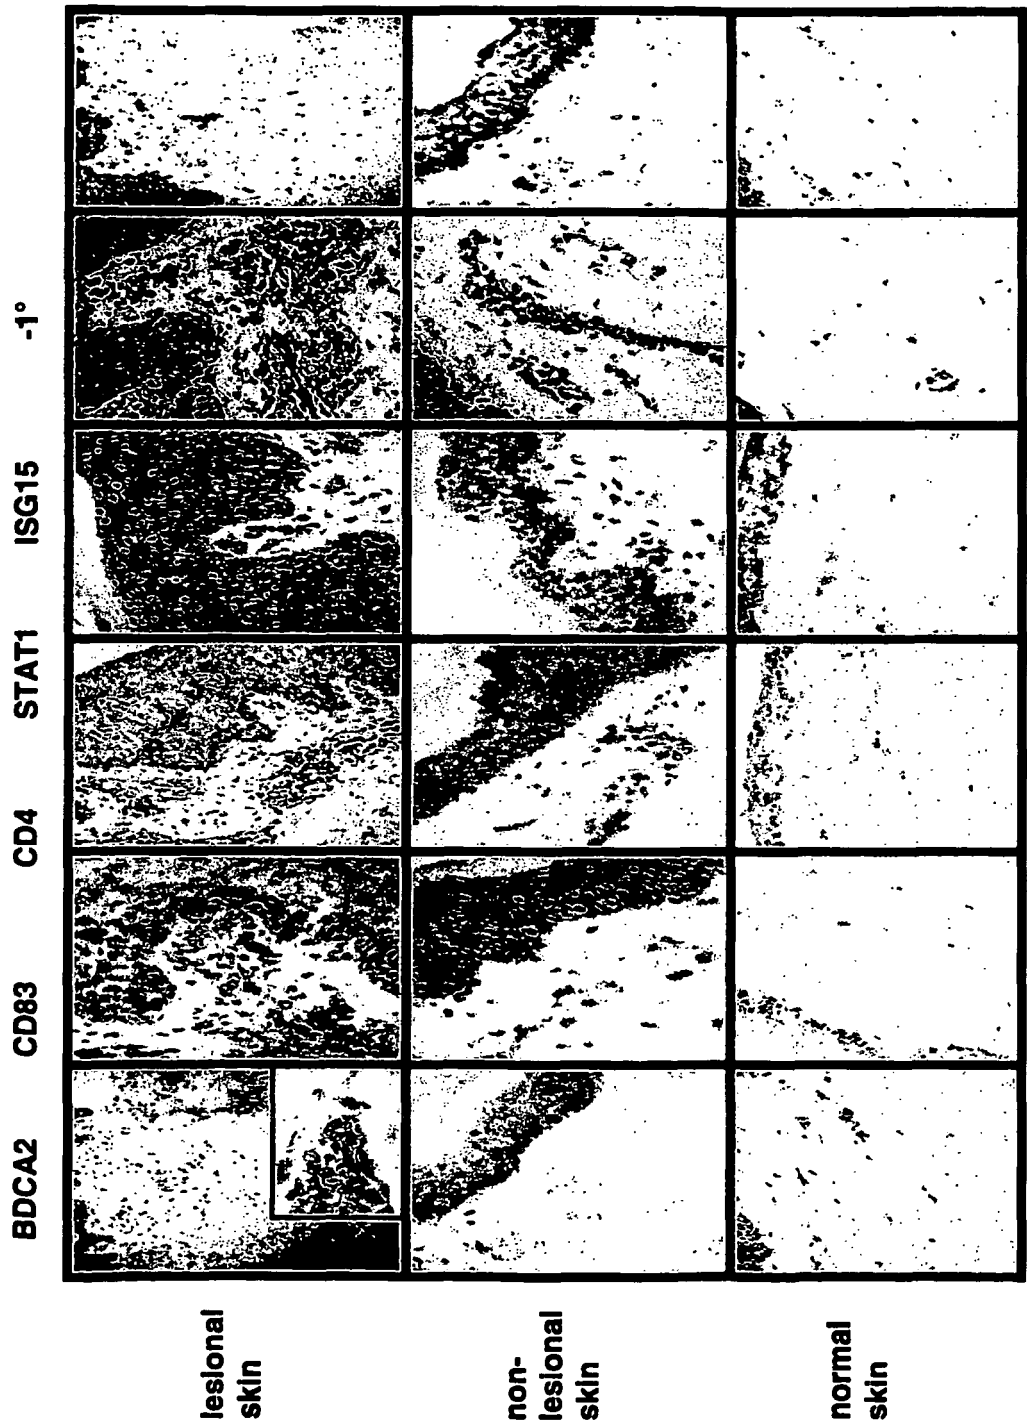 BDCA2 CD83 CD4 STAT1 ISG15 -1°
lesional
skin
non-
lesional
skin
normal
skin